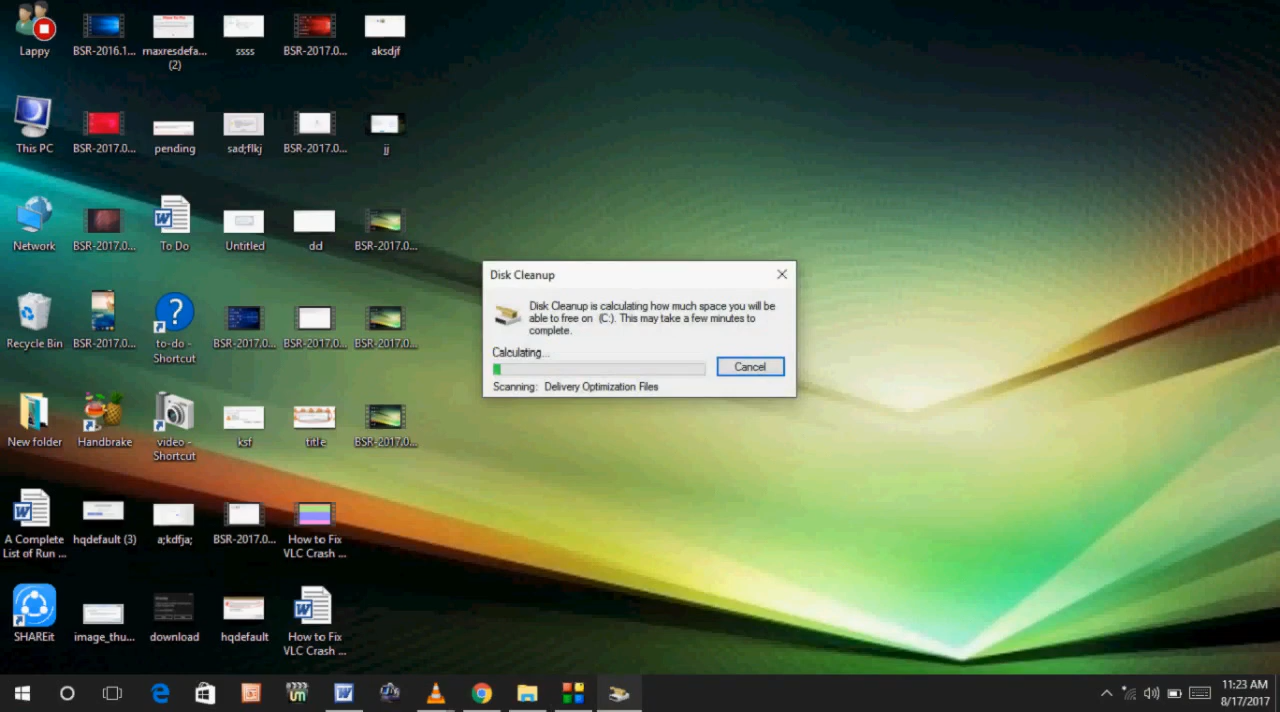 Lappy
BSR-2016.1...
maxresdefa...
(2)
ssss
BSR-2017.0...
aksdjf
This PC
BSR-2017.0...
pending
sad;flkj
BSR-2017.0...
jj
Network
BSR-2017.0...
To Do
Untitled
dd
BSR-2017.0...
Recycle Bin
BSR-2017.0...
to-do -
Shortcut
BSR-2017.0...
BSR-2017.0...
BSR-2017.0...
New folder
Handbrake
video -
Shortcut
ksf
title
BSR-2017.0...
A Complete
List of Run ...
hqdefault (3)
a;kdfja;
BSR-2017.0...
How to Fix
VLC Crash ...
SHAREit
image_thu...
download
hqdefault
How to Fix
VLC Crash ...
Disk Cleanup
Disk Cleanup is calculating how much space you will be
able to free on (C:). This may take a few minutes to
complete.
Calculating...
Cancel
Scanning: Delivery Optimization Files
11:23 AM
8/17/2017